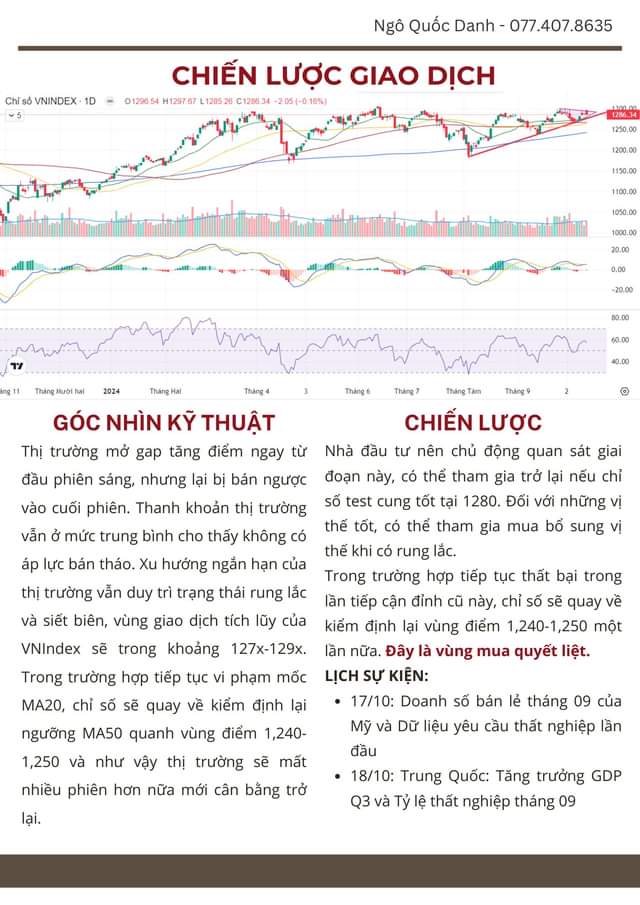 Ngô Quốc Danh - 077.407.8635
CHIẾN LƯỢC GIAO DỊCH
Chỉ số VNINDEX · 1D O1296.54 H1297.67 L1285.26 C1286.34 −2.05 (−0.16%)
5
1300.00
1286.34
1250.00
1200.00
1150.00
1100.00
1050.00
1000.00
20.00
0.00
−20.00
80.00
60.00
40.00
áng 11 Tháng Mười hai 2024 Tháng Hai Tháng 4 3 Tháng 6 Tháng 7 Tháng Tám Tháng 9 2
GÓC NHÌN KỸ THUẬT
Thị trường mở gap tăng điểm ngay từ
đầu phiên sáng, nhưng lại bị bán ngược
vào cuối phiên. Thanh khoản thị trường
vẫn ở mức trung bình cho thấy không có
áp lực bán tháo. Xu hướng ngắn hạn của
thị trường vẫn duy trì trạng thái rung lắc
và siết biên, vùng giao dịch tích lũy của
VNIndex sẽ trong khoảng 127x-129x.
Trong trường hợp tiếp tục vi phạm mốc
MA20, chỉ số sẽ quay về kiểm định lại
ngưỡng MA50 quanh vùng điểm 1,240-
1,250 và như vậy thị trường sẽ mất
nhiều phiên hơn nữa mới cân bằng trở
lại.
CHIẾN LƯỢC
Nhà đầu tư nên chủ động quan sát giai
đoạn này, có thể tham gia trở lại nếu chỉ
số test cung tốt tại 1280. Đối với những vị
thế tốt, có thể tham gia mua bổ sung vị
thế khi có rung lắc.
Trong trường hợp tiếp tục thất bại trong
lần tiếp cận đỉnh cũ này, chỉ số sẽ quay về
kiểm định lại vùng điểm 1,240-1,250 một
lần nữa. Đây là vùng mua quyết liệt.
LỊCH SỰ KIỆN:
• 17/10: Doanh số bán lẻ tháng 09 của
Mỹ và Dữ liệu yêu cầu thất nghiệp lần
đầu
• 18/10: Trung Quốc: Tăng trưởng GDP
Q3 và Tỷ lệ thất nghiệp tháng 09